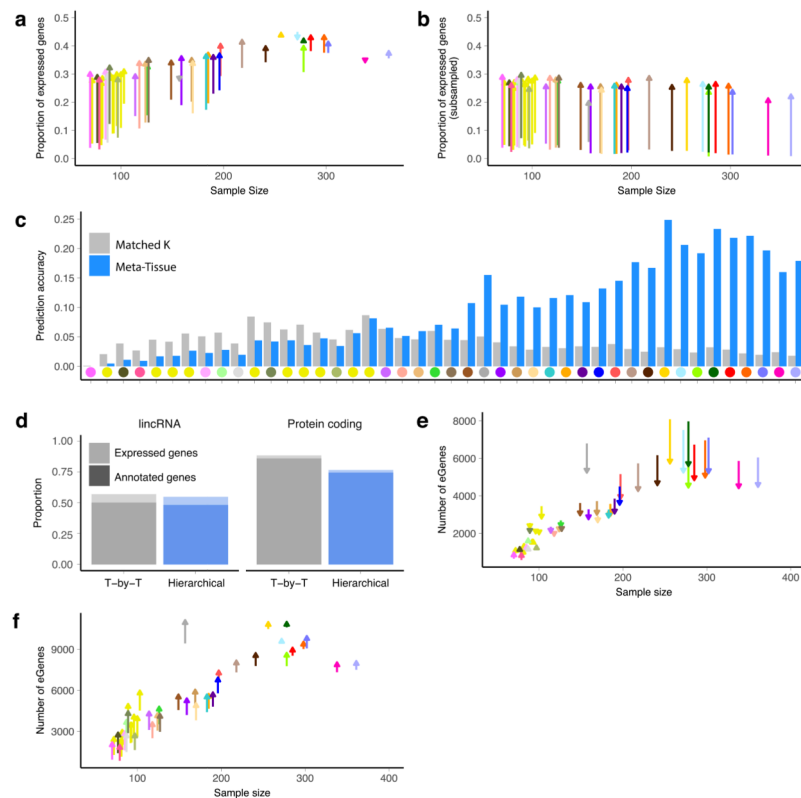 a
Proportion of expressed genes
0.5
0.4
0.3
0.2
0.1
0.0
100
200
300
Sample Size
b
Proportion of expressed genes
(subsampled)
0.5
0.4
0.3
0.2
0.1
0.0
100
200
300
Sample Size
c
Prediction accuracy
0.25
0.20
0.15
0.10
0.05
0.00
Matched K
Meta-Tissue
d
lincRNA
Protein coding
Proportion
1.00
0.75
0.50
0.25
0.00
Expressed genes
Annotated genes
T-by-T
Hierarchical
T-by-T
Hierarchical
e
Number of eGenes
8000
6000
4000
2000
100
200
300
400
Sample size
f
Number of eGenes
9000
6000
3000
100
200
300
400
Sample size